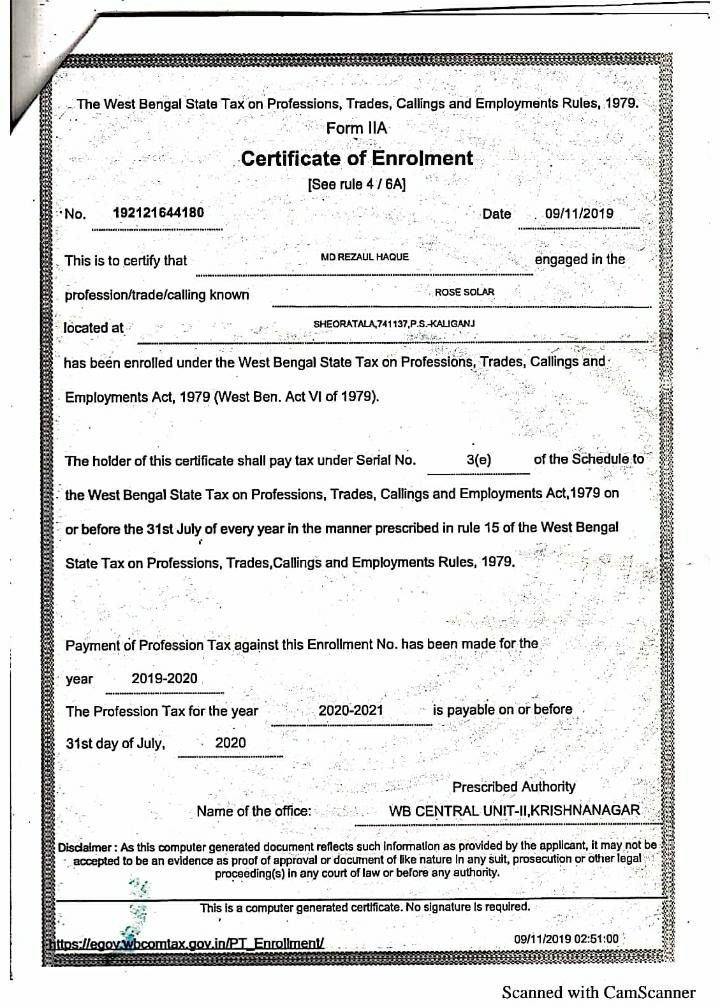 The West Bengal State Tax on Professions, Trades, Callings and Employments Rules, 1979.
Form IIA
Certificate of Enrolment
[See rule 4 / 6A]
No. 192121644180 Date 09/11/2019
This is to certify that MD REZAUL HAQUE engaged in the
profession/trade/calling known ROSE SOLAR
located at SHEORATALA,741137,P.S.-KALIGANJ
has been enrolled under the West Bengal State Tax on Professions, Trades, Callings and
Employments Act, 1979 (West Ben. Act VI of 1979).
The holder of this certificate shall pay tax under Serial No. 3(e) of the Schedule to
the West Bengal State Tax on Professions, Trades, Callings and Employments Act,1979 on
or before the 31st July of every year in the manner prescribed in rule 15 of the West Bengal
State Tax on Professions, Trades,Callings and Employments Rules, 1979.
Payment of Profession Tax against this Enrollment No. has been made for the
year 2019-2020
The Profession Tax for the year 2020-2021 is payable on or before
31st day of July, 2020
Prescribed Authority
Name of the office: WB CENTRAL UNIT-II,KRISHNANAGAR
Disclaimer : As this computer generated document reflects such information as provided by the applicant, it may not be
accepted to be an evidence as proof of approval or document of like nature in any suit, prosecution or other legal
proceeding(s) in any court of law or before any authority.
This is a computer generated certificate. No signature is required.
https://egov.wbcomtax.gov.in/PT_Enrollment/ 09/11/2019 02:51:00
Scanned with CamScanner